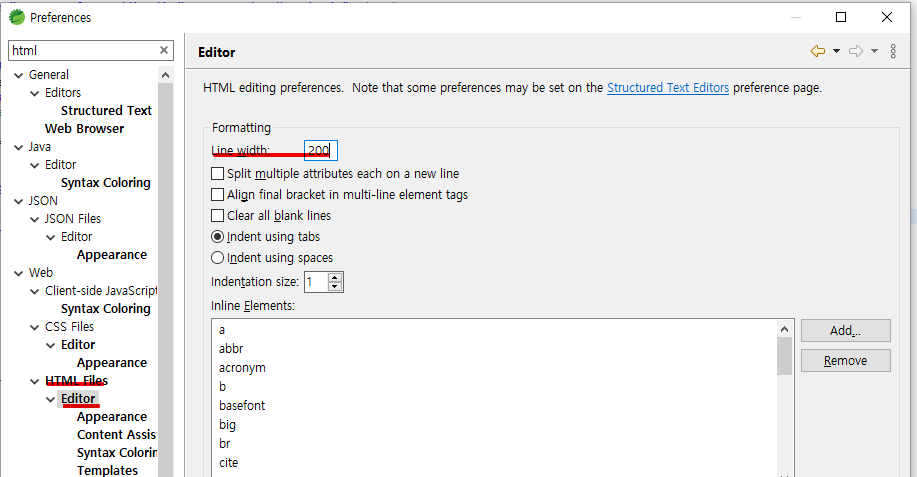 Preferences
html
General
Editors
Structured Text
Web Browser
Java
Editor
Syntax Coloring
JSON
JSON Files
Editor
Appearance
Web
Client-side JavaScript
Syntax Coloring
CSS Files
Editor
Appearance
HTML Files
Editor
Appearance
Content Assis
Syntax Colorin
Templates
Editor
HTML editing preferences. Note that some preferences may be set on the Structured Text Editors preference page.
Formatting
Line width: 200
Split multiple attributes each on a new line
Align final bracket in multi-line element tags
Clear all blank lines
Indent using tabs
Indent using spaces
Indentation size: 1
Inline Elements:
a
abbr
acronym
b
basefont
big
br
cite
Add...
Remove